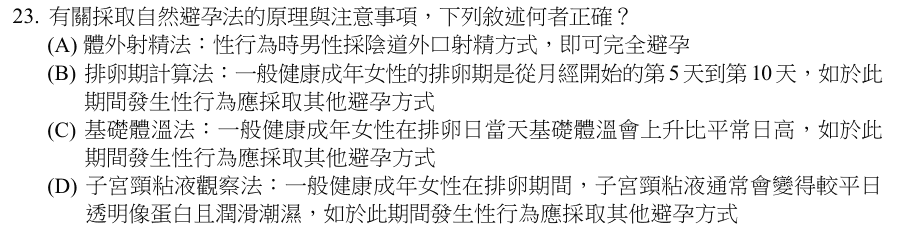 23. 有關採取自然避孕法的原理與注意事項，下列敘述何者正確？
(A) 體外射精法：性行為時男性採陰道外口射精方式，即可完全避孕
(B) 排卵期計算法：一般健康成年女性的排卵期是從月經開始的第 5 天到第 10 天，如於此
期間發生性行為應採取其他避孕方式
(C) 基礎體溫法：一般健康成年女性在排卵日當天基礎體溫會上升比平常日高，如於此
期間發生性行為應採取其他避孕方式
(D) 子宮頸粘液觀察法：一般健康成年女性在排卵期間，子宮頸粘液通常會變得較平日
透明像蛋白且潤滑潮濕，如於此期間發生性行為應採取其他避孕方式